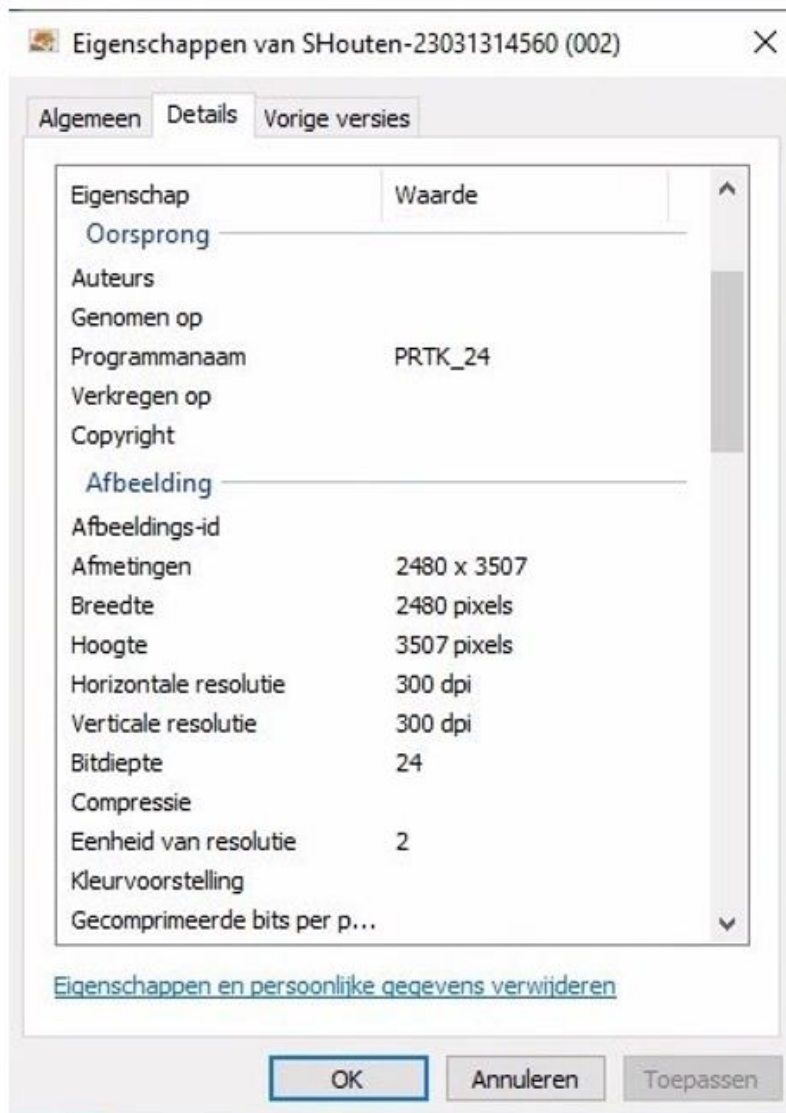 Eigenschappen van SHouten-23031314560 (002)
Algemeen Details Vorige versies
Eigenschap Waarde
Oorsprong
Auteurs
Genomen op
Programmanaam PRTK_24
Verkregen op
Copyright
Afbeelding
Afbeeldings-id
Afmetingen 2480 x 3507
Breedte 2480 pixels
Hoogte 3507 pixels
Horizontale resolutie 300 dpi
Verticale resolutie 300 dpi
Bitdiepte 24
Compressie
Eenheid van resolutie 2
Kleurvoorstelling
Gecomprimeerde bits per p...
Eigenschappen en persoonlijke gegevens verwijderen
OK Annuleren Toepassen